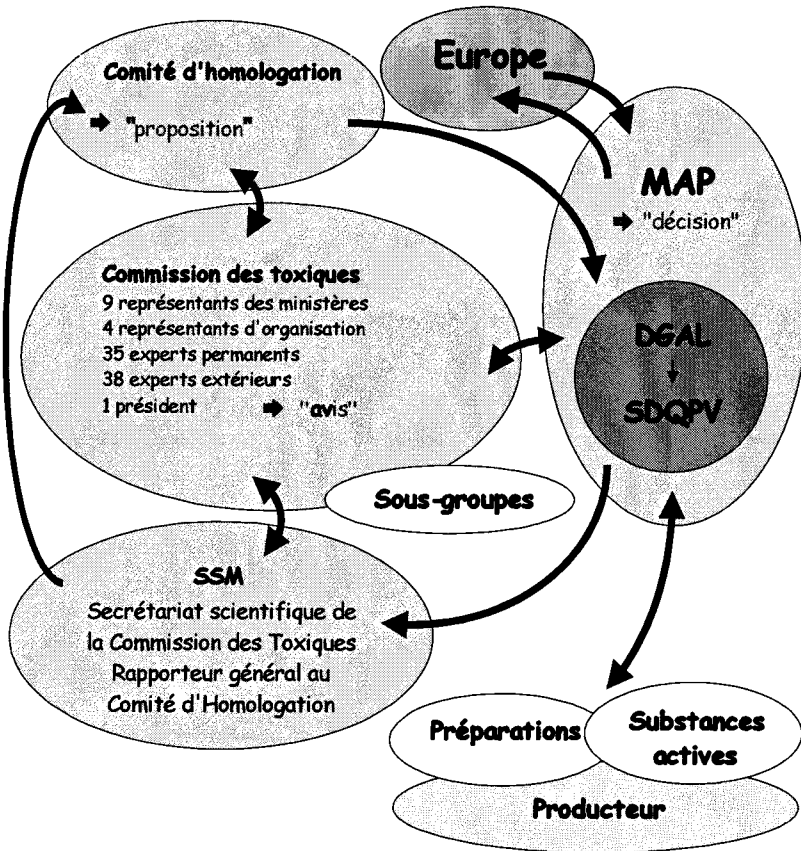 Comité d'homologation
➡ "proposition"
Europe
MAP
➡ "décision"
Commission des toxiques
9 représentants des ministères
4 représentants d'organisation
35 experts permanents
38 experts extérieurs
1 président ➡ "avis"
DGAL
SDQPV
Sous-groupes
SSM
Secrétariat scientifique de
la Commission des Toxiques
Rapporteur général au
Comité d'Homologation
Préparations
Substances
actives
Producteur